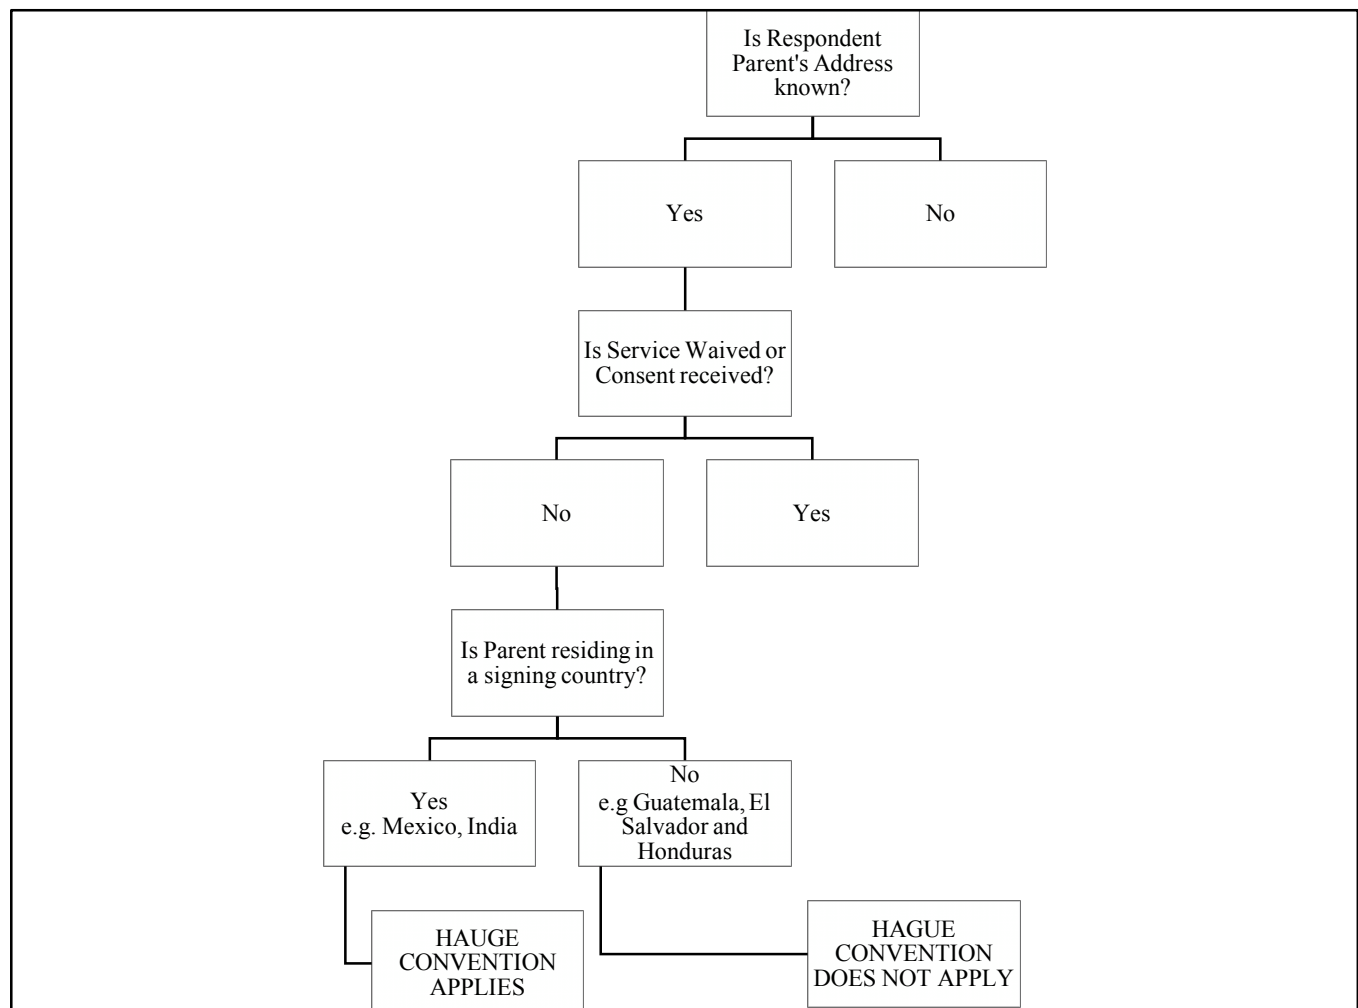 Is Respondent
Parent's Address
known?
Yes
No
Is Service Waived or
Consent received?
No
Yes
Is Parent residing in
a signing country?
Yes
e.g. Mexico, India
No
e.g Guatemala, El
Salvador and
Honduras
HAUGE
CONVENTION
APPLIES
HAGUE
CONVENTION
DOES NOT APPLY